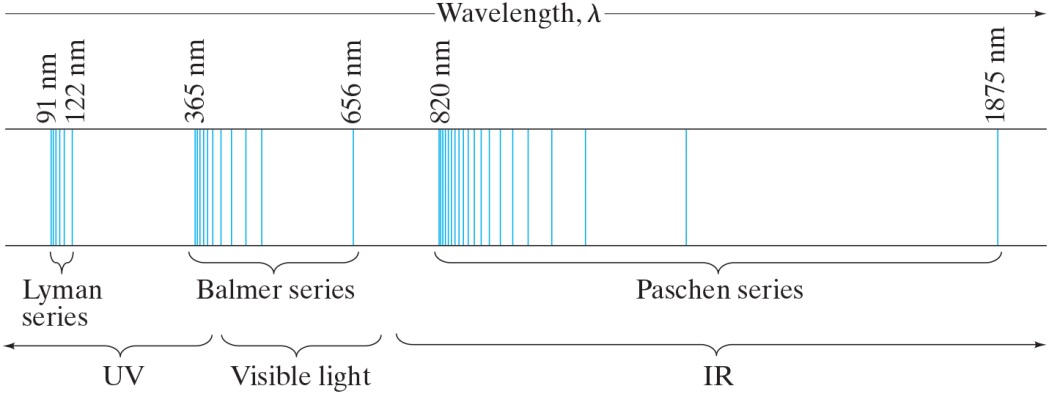 Wavelength, λ
91 nm
122 nm
365 nm
656 nm
820 nm
1875 nm
Lyman
series
Balmer series
Paschen series
UV
Visible light
IR